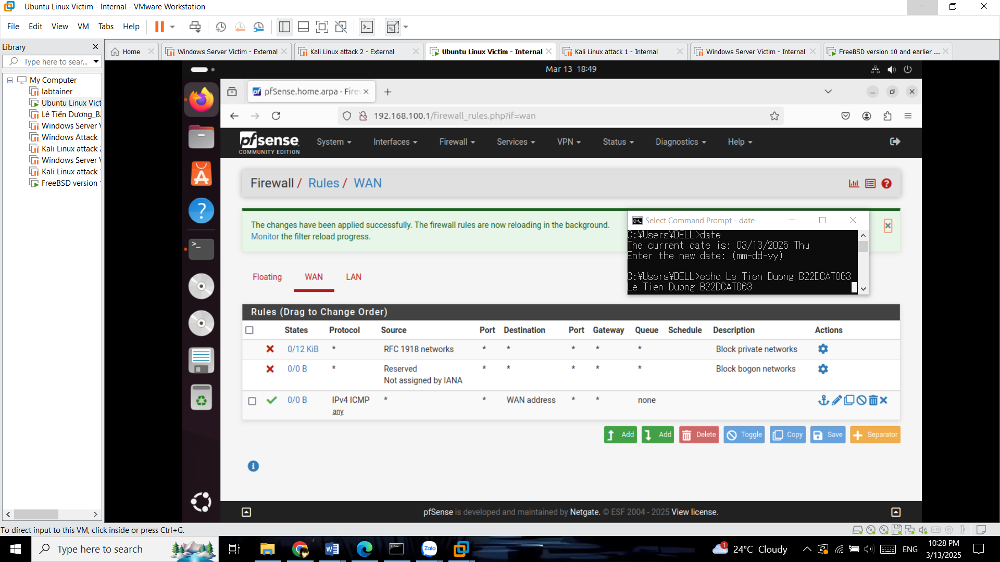 Ubuntu Linux Victim - Internal - VMware Workstation
File Edit View VM Tabs Help
Library
Type here to sear...
My Computer
labtainer
Ubuntu Linux Vict
Lê Tiến Dương_B2
Windows Server V
Windows Attack
Kali Linux attack 2
Windows Server V
Kali Linux attack 1
FreeBSD version 1
Home
Windows Server Victim - External
Kali Linux attack 2 - External
Ubuntu Linux Victim - Internal
Kali Linux attack 1 - Internal
Windows Server Victim - Internal
FreeBSD version 10 and earlier ...
Mar 13 18:49
pfSense.home.arpa - Firew
192.168.100.1/firewall_rules.php?if=wan
pfsense
COMMUNITY EDITION
System Interfaces Firewall Services VPN Status Diagnostics Help
Firewall / Rules / WAN
The changes have been applied successfully. The firewall rules are now reloading in the background.
Monitor the filter reload progress.
Select Command Prompt - date
C:¥Users¥DELL>date
The current date is: 03/13/2025 Thu
Enter the new date: (mm-dd-yy)
C:¥Users¥DELL>echo Le Tien Duong B22DCAT063
Le Tien Duong B22DCAT063
Floating WAN LAN
Rules (Drag to Change Order)
States Protocol Source Port Destination Port Gateway Queue Schedule Description Actions
0/12 KiB * RFC 1918 networks * * * * * Block private networks
0/0 B * Reserved * * * * * Block bogon networks
Not assigned by IANA
0/0 B IPv4 ICMP * * WAN address * * none
any
Add Add Delete Toggle Copy Save Separator
pfSense is developed and maintained by Netgate. © ESF 2004 - 2025 View license.
To direct input to this VM, click inside or press Ctrl+G.
Type here to search
Zalo
1
24°C Cloudy
ENG
10:28 PM
3/13/2025